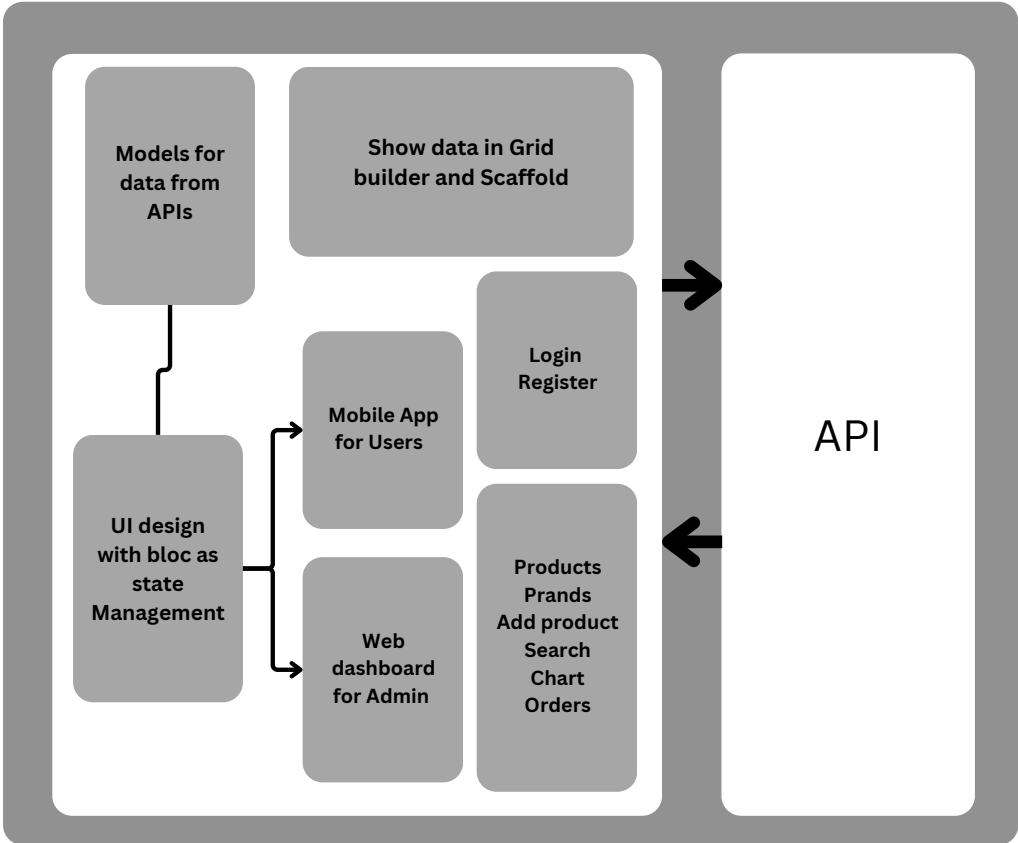 Models for
data from
APIs
Show data in Grid
builder and Scaffold
Login
Register
Mobile App
for Users
API
UI design
with bloc as
state
Management
Products
Prands
Add product
Search
Chart
Orders
Web
dashboard
for Admin